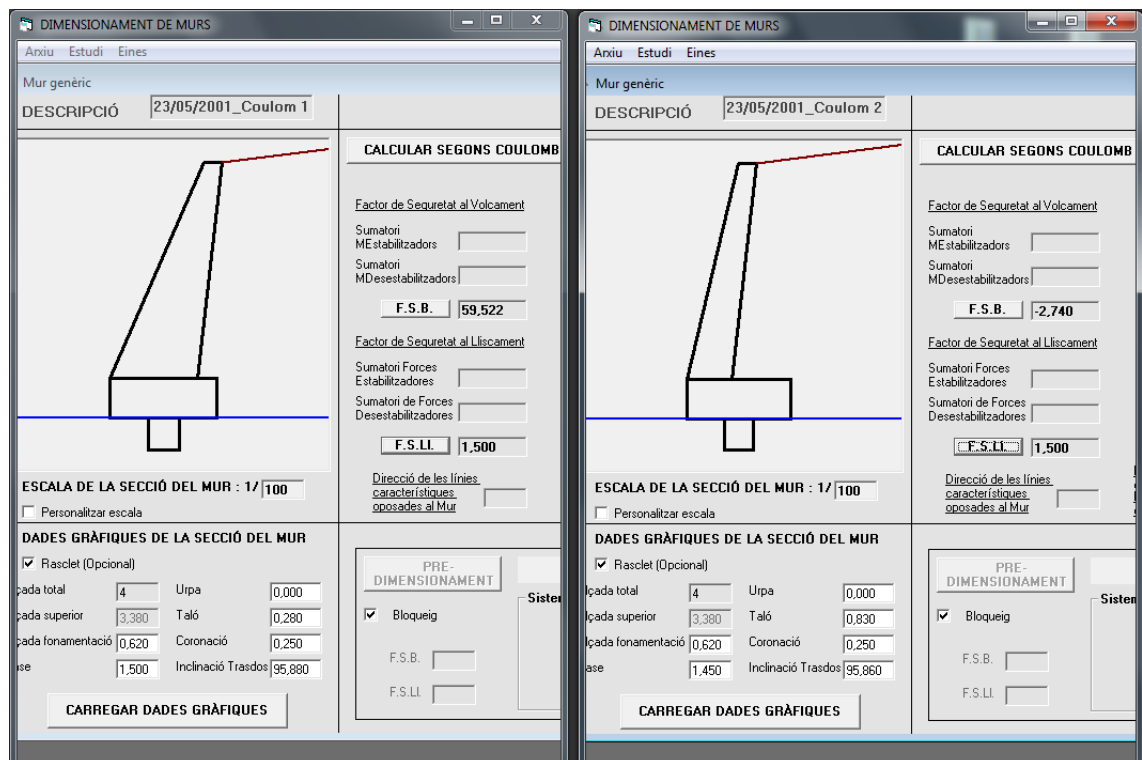 DIMENSIONAMENT DE MURS
Arxiu Estudi Eines
Mur genèric
DESCRIPCIÓ 23/05/2001_Coulom 1
CALCULAR SEGONS COULOMB
Factor de Seguretat al Volcament
Sumatori
MEstabilitzadors
Sumatori
MDesestabilitzadors
F.S.B. 59,522
Factor de Seguretat al Lliscament
Sumatori Forces
Estabilitzadores
Sumatori de Forces
Desestabilitzadores
F.S.Ll. 1,500
Direcció de les línies
característiques
oposades al Mur
ESCALA DE LA SECCIÓ DEL MUR : 1/ 100
Personalitzar escala
DADES GRÀFIQUES DE LA SECCIÓ DEL MUR
Rasclet (Opcional)
çada total 4 Urpa 0,000
çada superior 3,380 Taló 0,280
çada fonamentació 0,620 Coronació 0,250
ase 1,500 Inclinació Trasdos 95,880
CARREGAR DADES GRÀFIQUES
PRE-
DIMENSIONAMENT
Sister
Bloqueig
F.S.B.
F.S.Ll.
DIMENSIONAMENT DE MURS
Arxiu Estudi Eines
Mur genèric
DESCRIPCIÓ 23/05/2001_Coulom 2
CALCULAR SEGONS COULOMB
Factor de Seguretat al Volcament
Sumatori
MEstabilitzadors
Sumatori
MDesestabilitzadors
F.S.B. -2,740
Factor de Seguretat al Lliscament
Sumatori Forces
Estabilitzadores
Sumatori de Forces
Desestabilitzadores
F.S.Ll. 1,500
Direcció de les línies
característiques
oposades al Mur
ESCALA DE LA SECCIÓ DEL MUR : 1/ 100
Personalitzar escala
DADES GRÀFIQUES DE LA SECCIÓ DEL MUR
Rasclet (Opcional)
lçada total 4 Urpa 0,000
lçada superior 3,380 Taló 0,830
lçada fonamentació 0,620 Coronació 0,250
ase 1,450 Inclinació Trasdos 95,860
CARREGAR DADES GRÀFIQUES
PRE-
DIMENSIONAMENT
Sister
Bloqueig
F.S.B.
F.S.Ll.